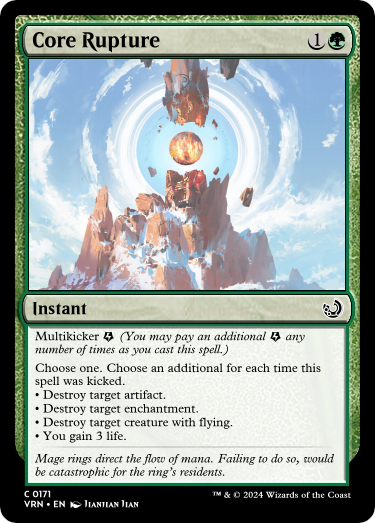 Core Rupture 1
Instant
Multikicker (You may pay an additional any
number of times as you cast this spell.)
Choose one. Choose an additional for each time this
spell was kicked.
• Destroy target artifact.
• Destroy target enchantment.
• Destroy target creature with flying.
• You gain 3 life.
Mage rings direct the flow of mana. Failing to do so, would
be catastrophic for the ring's residents.
C 0171
VRN • EN Jianjian Jian
™ & © 2024 Wizards of the Coast